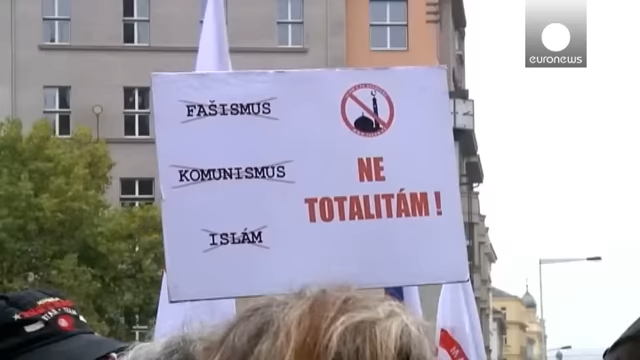 euronews
FAŠISMUS
KOMUNISMUS
ISLÁM
NE
TOTALITÁM !